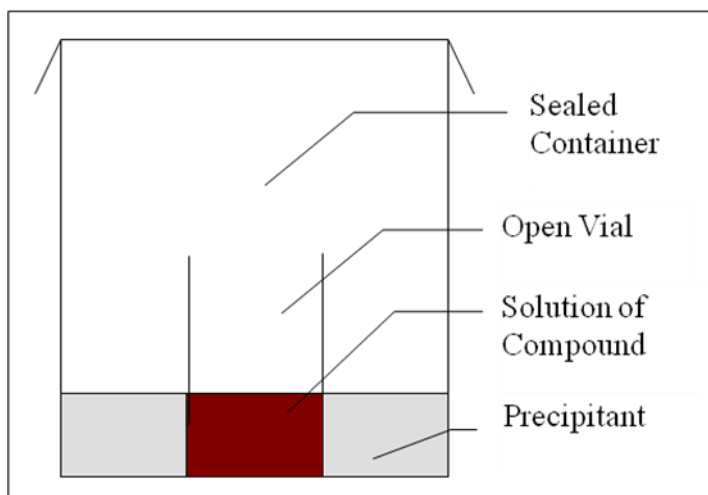 Sealed
Container
Open Vial
Solution of
Compound
Precipitant